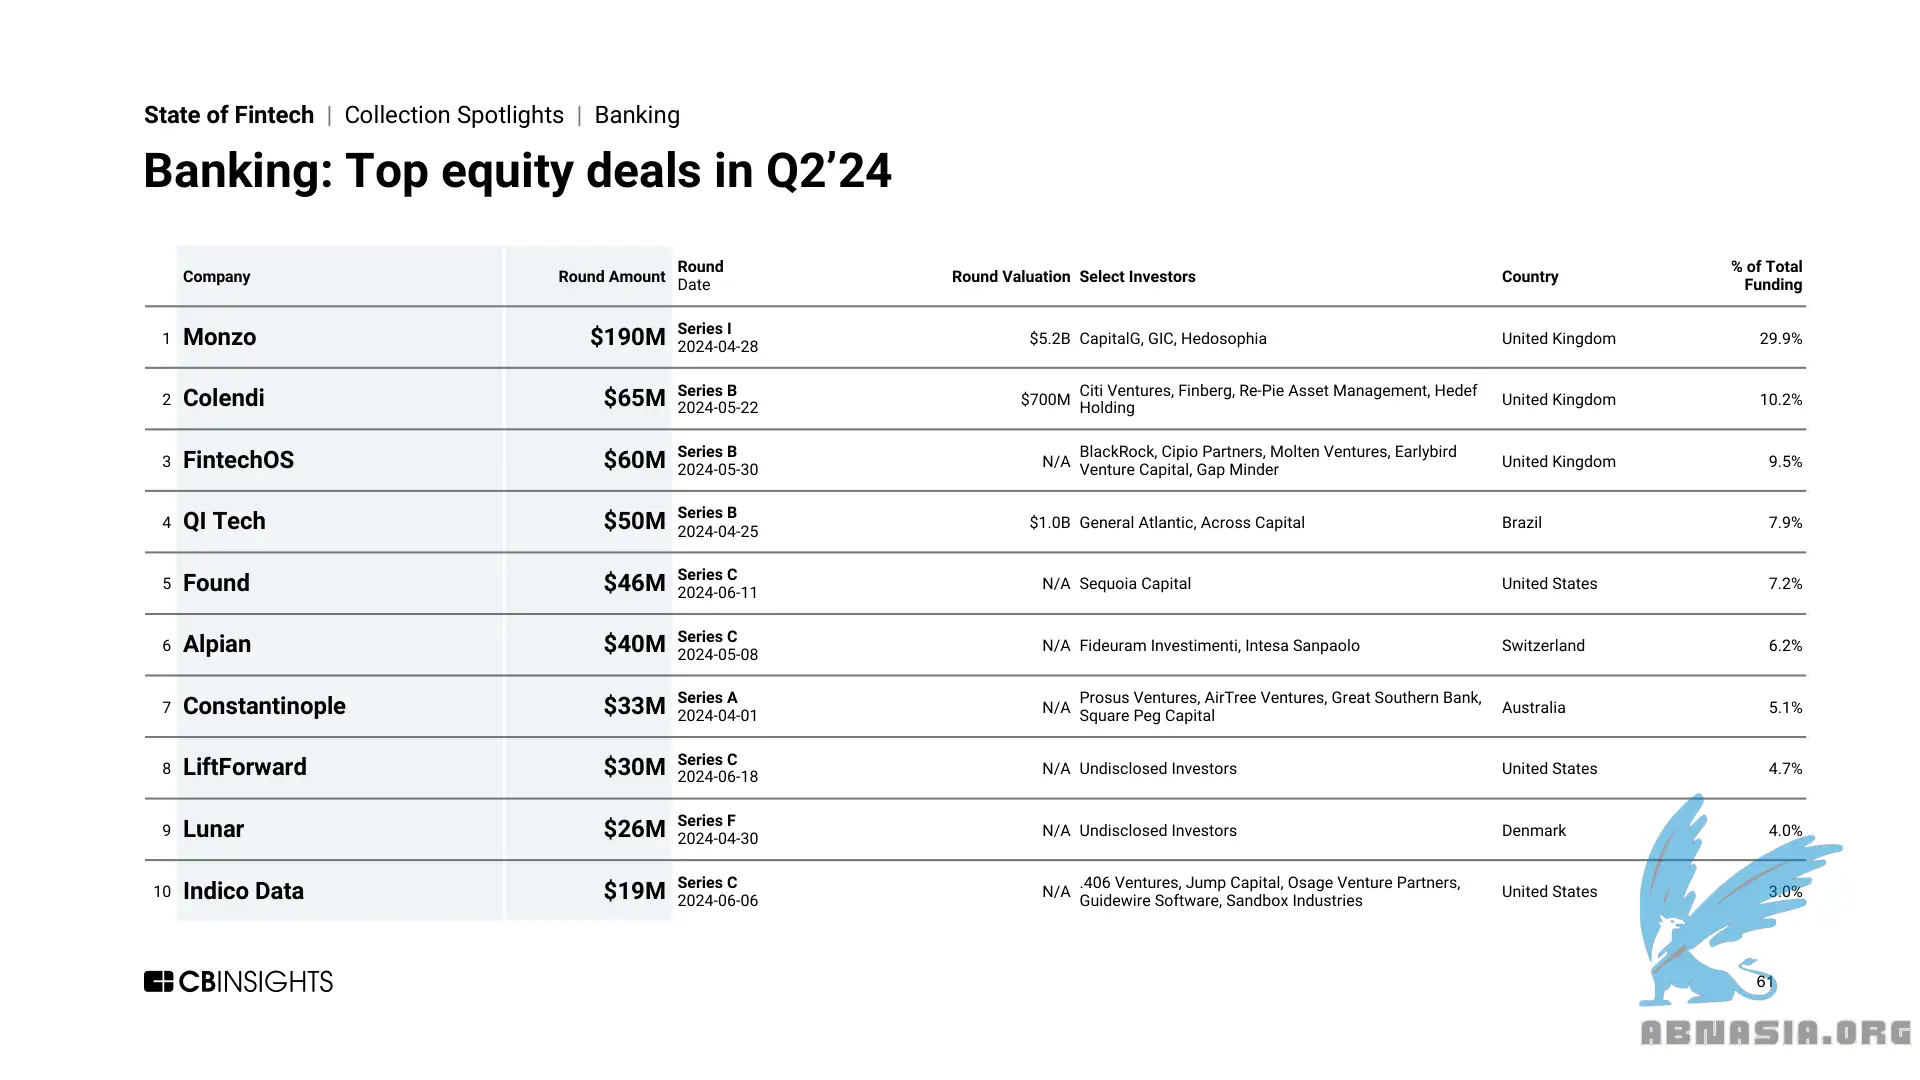 State of Fintech | Collection Spotlights | Banking
Banking: Top equity deals in Q2’24
Company Round Amount Round Date Round Valuation Select Investors Country % of Total Funding
1 Monzo $190M Series I 2024-04-28 $5.2B CapitalG, GIC, Hedosophia United Kingdom 29.9%
2 Colendi $65M Series B 2024-05-22 $700M Citi Ventures, Finberg, Re-Pie Asset Management, Hedef Holding United Kingdom 10.2%
3 FintechOS $60M Series B 2024-05-30 N/A BlackRock, Cipio Partners, Molten Ventures, Earlybird Venture Capital, Gap Minder United Kingdom 9.5%
4 QI Tech $50M Series B 2024-04-25 $1.0B General Atlantic, Across Capital Brazil 7.9%
5 Found $46M Series C 2024-06-11 N/A Sequoia Capital United States 7.2%
6 Alpian $40M Series C 2024-05-08 N/A Fideuram Investimenti, Intesa Sanpaolo Switzerland 6.2%
7 Constantinople $33M Series A 2024-04-01 N/A Prosus Ventures, AirTree Ventures, Great Southern Bank, Square Peg Capital Australia 5.1%
8 LiftForward $30M Series C 2024-06-18 N/A Undisclosed Investors United States 4.7%
9 Lunar $26M Series F 2024-04-30 N/A Undisclosed Investors Denmark 4.0%
10 Indico Data $19M Series C 2024-06-06 N/A .406 Ventures, Jump Capital, Osage Venture Partners, Guidewire Software, Sandbox Industries United States 3.0%
CBINSIGHTS
61
ABNASIA.ORG